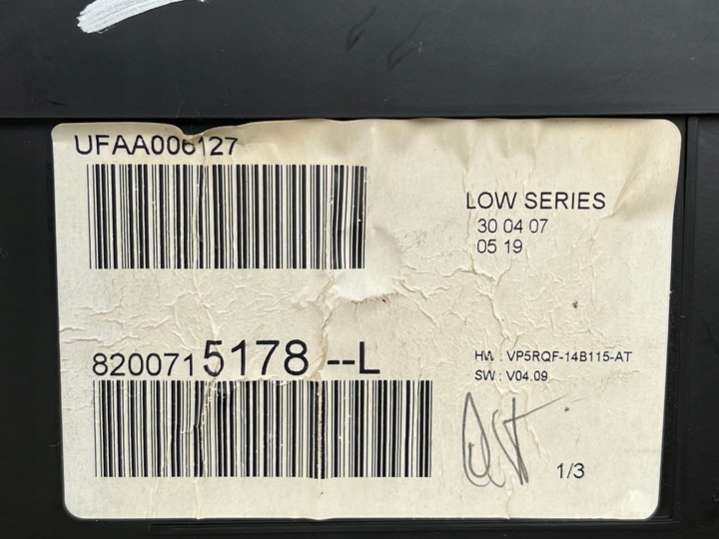 UFAA006127
LOW SERIES
30 04 07
05 19
8200715178--L
HW : VP5RQF-14B115-AT
SW : V04.09
1/3